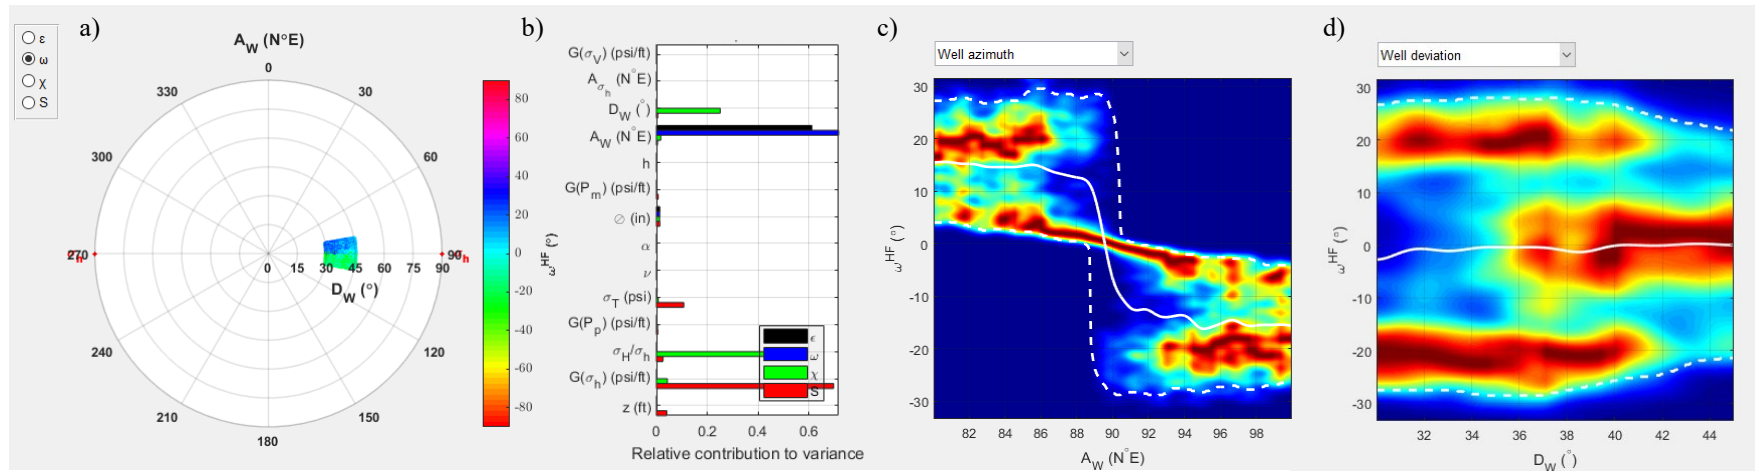 a)
b)
c)
d)
ε
ω
χ
S
A_W (N°E)
0
30
60
90
120
150
180
210
240
270
300
330
σ_h
0 15 30 45 60 75 90
D_W (°)
80
60
40
20
0
-20
-40
-60
-80
ω^HF (°)
G(σ_V) (psi/ft)
A_σ_h (N°E)
D_W (°)
A_W (N°E)
h
G(P_m) (psi/ft)
∅ (in)
α
ν
σ_T (psi)
G(P_p) (psi/ft)
σ_H/σ_h
G(σ_h) (psi/ft)
z (ft)
ϵ
ω
χ
S
0 0.2 0.4 0.6
Relative contribution to variance
Well azimuth
30
20
10
0
-10
-20
-30
ω^HF (°)
82 84 86 88 90 92 94 96 98
A_W (N°E)
Well deviation
30
20
10
0
-10
-20
-30
ω^HF (°)
32 34 36 38 40 42 44
D_W (°)